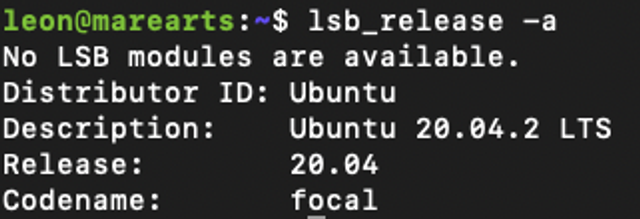 leon@marearts:~$ lsb_release -a
No LSB modules are available.
Distributor ID: Ubuntu
Description:    Ubuntu 20.04.2 LTS
Release:        20.04
Codename:       focal